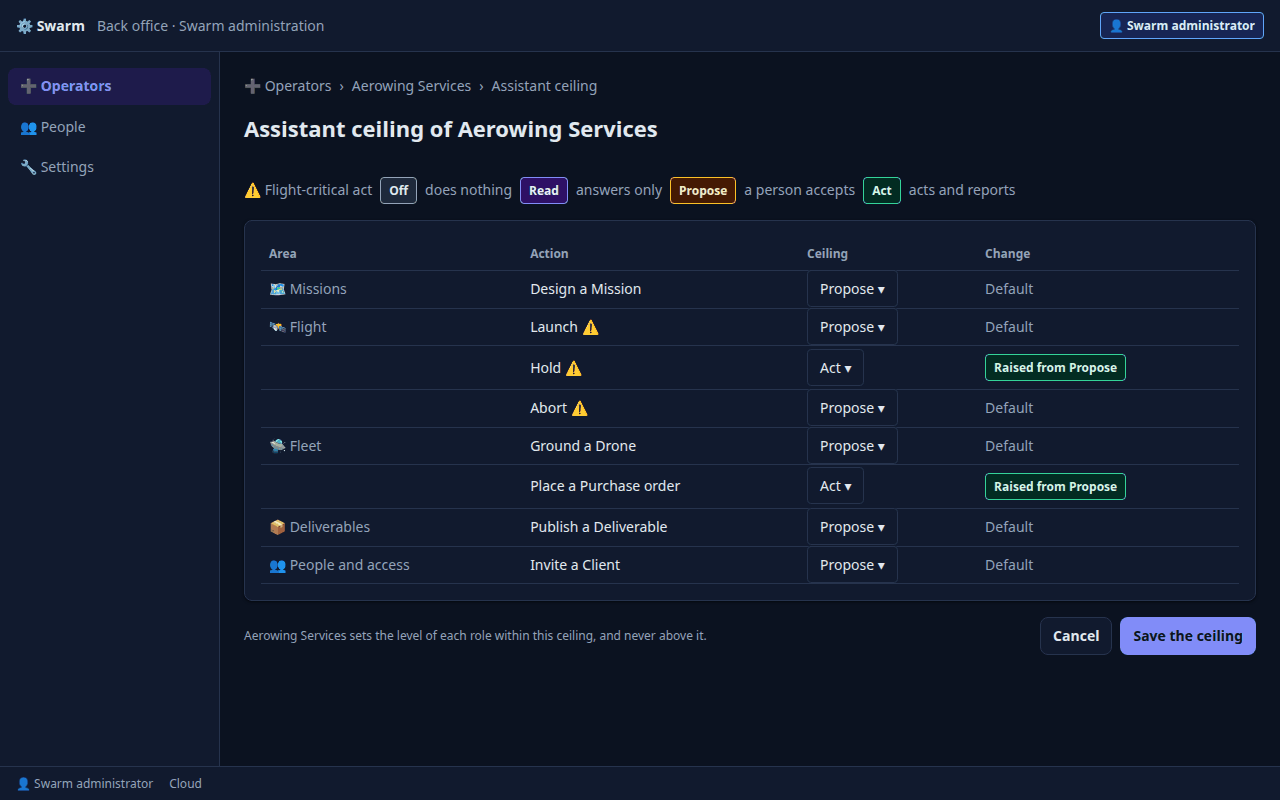 ⚙️ Swarm Back office · Swarm administration
👤 Swarm administrator
➕ Operators
👥 People
🔧 Settings
➕ Operators › Aerowing Services › Assistant ceiling
Assistant ceiling of Aerowing Services
⚠️ Flight-critical act Off does nothing Read answers only Propose a person accepts Act acts and reports
Area Action Ceiling Change
🗺️ Missions Design a Mission Propose ▾ Default
🛰️ Flight Launch ⚠️ Propose ▾ Default
Hold ⚠️ Act ▾ Raised from Propose
Abort ⚠️ Propose ▾ Default
🛸 Fleet Ground a Drone Propose ▾ Default
Place a Purchase order Act ▾ Raised from Propose
📦 Deliverables Publish a Deliverable Propose ▾ Default
👥 People and access Invite a Client Propose ▾ Default
Aerowing Services sets the level of each role within this ceiling, and never above it.
Cancel Save the ceiling
👤 Swarm administrator Cloud